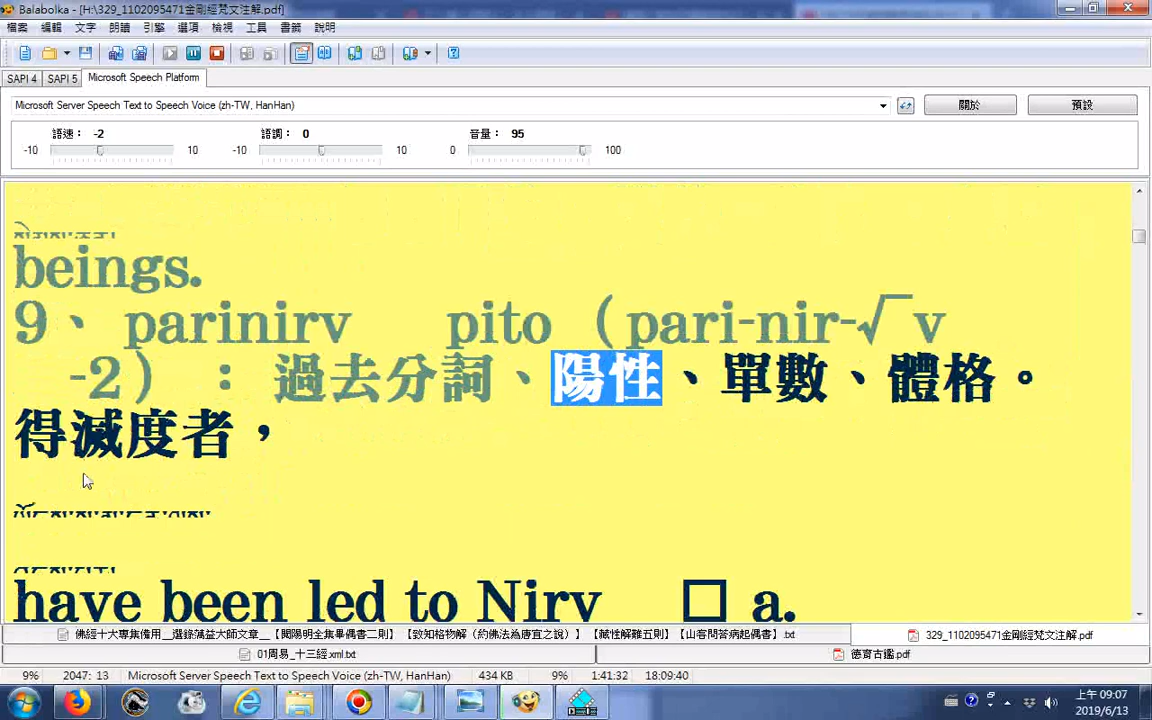 Balabolka - [H:\329_1102095471金剛經梵文注解.pdf]
檔案 編輯 文字 朗讀 引擎 選項 檢視 工具 書籤 說明
SAPI 4 SAPI 5 Microsoft Speech Platform
Microsoft Server Speech Text to Speech Voice (zh-TW, HanHan)
關於 預設
語速： -2 語調： 0 音量： 95
-10 10 -10 10 0 100
beings.
9、 parinirv pito （pari-nir-√ v
-2） ： 過去分詞、陽性、單數、體格。
得滅度者，
have been led to Nirv □ a.
佛經十大專集備用__選錄蕅益大師文章__【閱陽明全集畢偶書二則】【致知格物解（約佛法為唐宜之說）】【藏性解難五則】【山客問答病起偶書】.txt
329_1102095471金剛經梵文注解.pdf
01周易_十三經.xml.txt
德育古鑑.pdf
9% 2047: 13 Microsoft Server Speech Text to Speech Voice (zh-TW, HanHan) 434 KB 9% 1:41:32 18:09:40
上午 09:07
2019/6/13